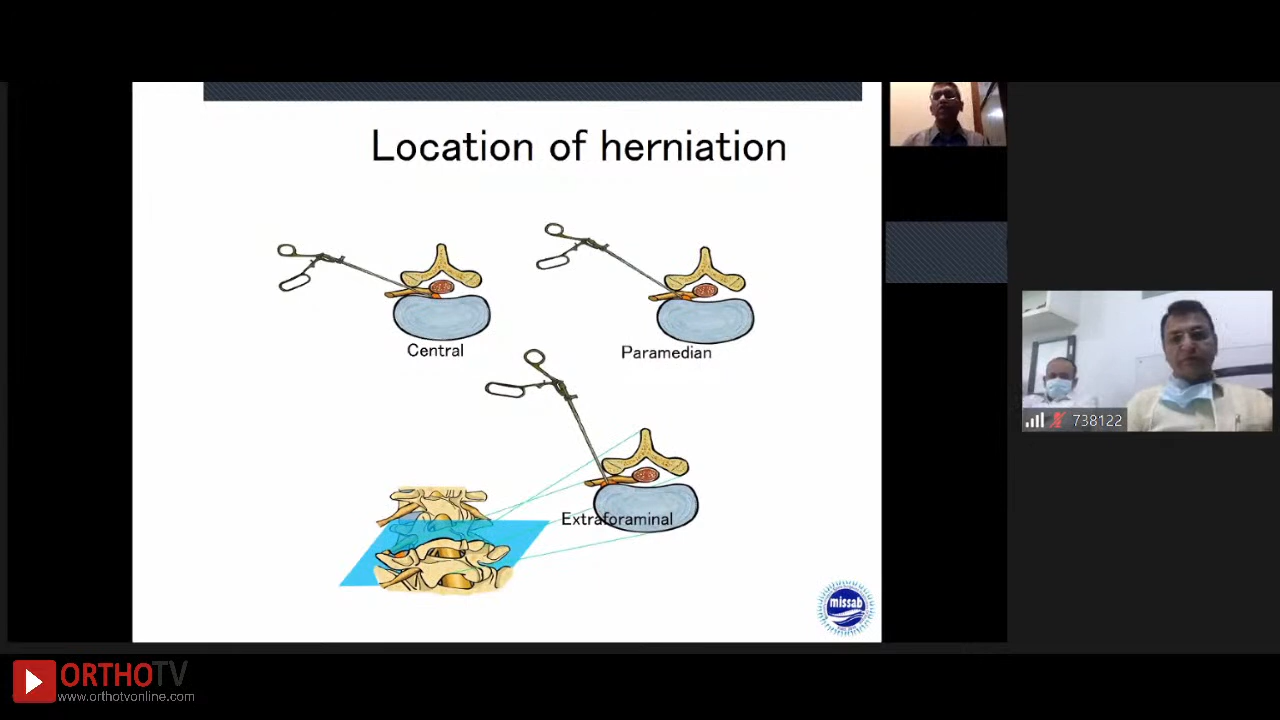 Location of herniation
Central
Paramedian
Extraforaminal
738122
missab
ORTHOTV
www.orthotvonline.com